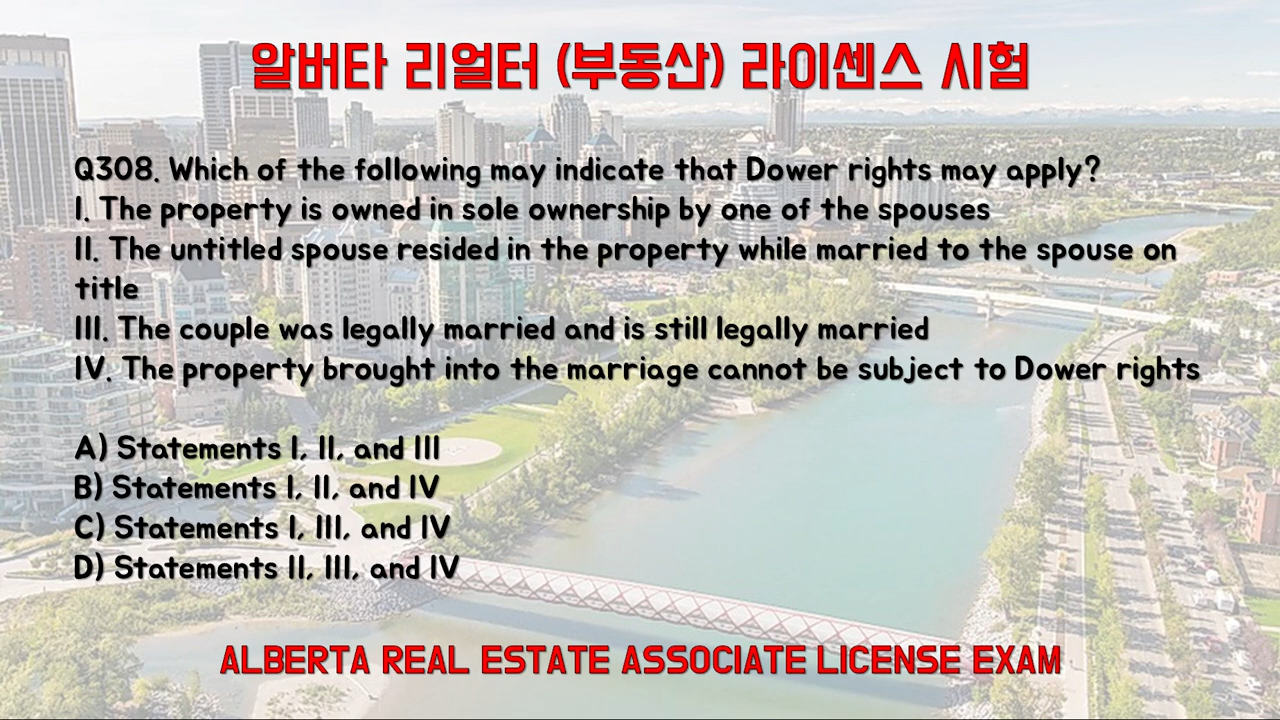 알버타 리얼터 (부동산) 라이센스 시험
Q308. Which of the following may indicate that Dower rights may apply?
I. The property is owned in sole ownership by one of the spouses
II. The untitled spouse resided in the property while married to the spouse on
title
III. The couple was legally married and is still legally married
IV. The property brought into the marriage cannot be subject to Dower rights
A) Statements I, II, and III
B) Statements I, II, and IV
C) Statements I, III, and IV
D) Statements II, III, and IV
ALBERTA REAL ESTATE ASSOCIATE LICENSE EXAM